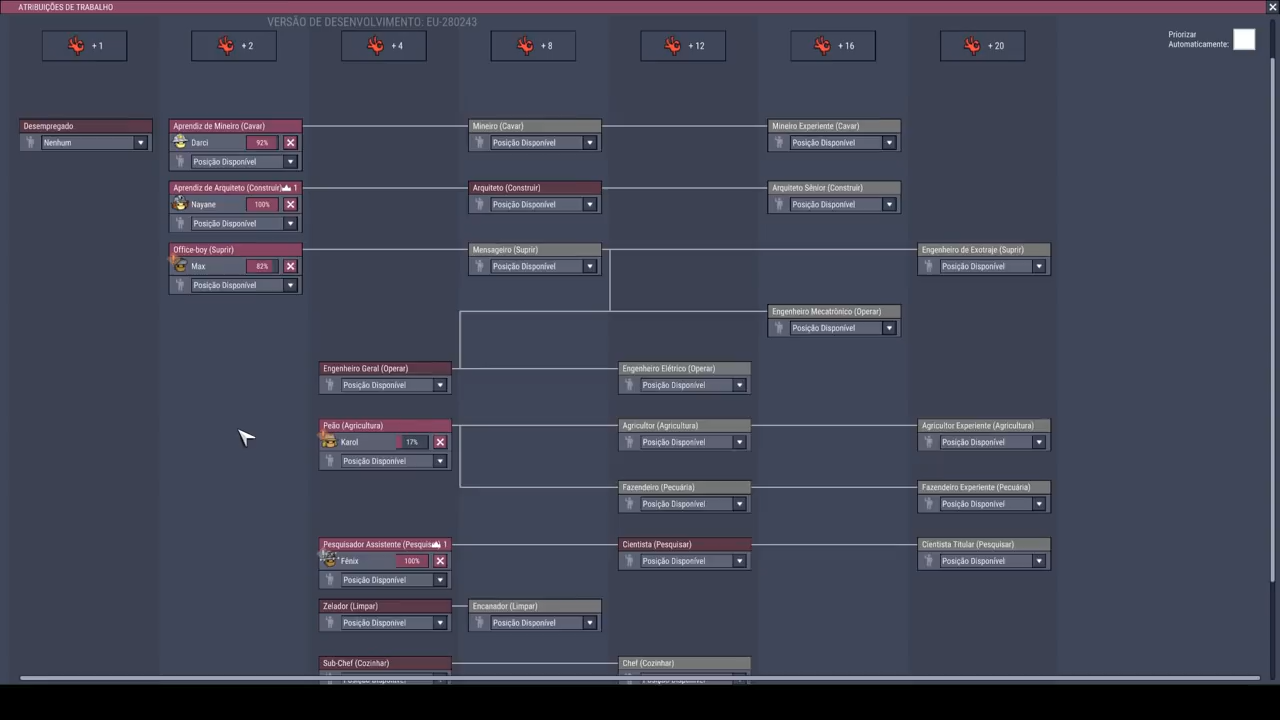 ATRIBUIÇÕES DE TRABALHO
VERSÃO DE DESENVOLVIMENTO: EU-280243
+ 1
+ 2
+ 4
+ 8
+ 12
+ 16
+ 20
Priorizar
Automaticamente:
Desempregado
Nenhum
Aprendiz de Mineiro (Cavar)
Darci
92%
Posição Disponível
Mineiro (Cavar)
Posição Disponível
Mineiro Experiente (Cavar)
Posição Disponível
Aprendiz de Arquiteto (Construir)
1
Nayane
100%
Posição Disponível
Arquiteto (Construir)
Posição Disponível
Arquiteto Sênior (Construir)
Posição Disponível
Office-boy (Suprir)
Max
82%
Posição Disponível
Mensageiro (Suprir)
Posição Disponível
Engenheiro de Exotraje (Suprir)
Posição Disponível
Engenheiro Mecatrônico (Operar)
Posição Disponível
Engenheiro Geral (Operar)
Posição Disponível
Engenheiro Elétrico (Operar)
Posição Disponível
Peão (Agricultura)
Karol
17%
Posição Disponível
Agricultor (Agricultura)
Posição Disponível
Agricultor Experiente (Agricultura)
Posição Disponível
Fazendeiro (Pecuária)
Posição Disponível
Fazendeiro Experiente (Pecuária)
Posição Disponível
Pesquisador Assistente (Pesquis
1
Fênix
100%
Posição Disponível
Cientista (Pesquisar)
Posição Disponível
Cientista Titular (Pesquisar)
Posição Disponível
Zelador (Limpar)
Posição Disponível
Encanador (Limpar)
Posição Disponível
Sub-Chef (Cozinhar)
Posição Disponível
Chef (Cozinhar)
Posição Disponível